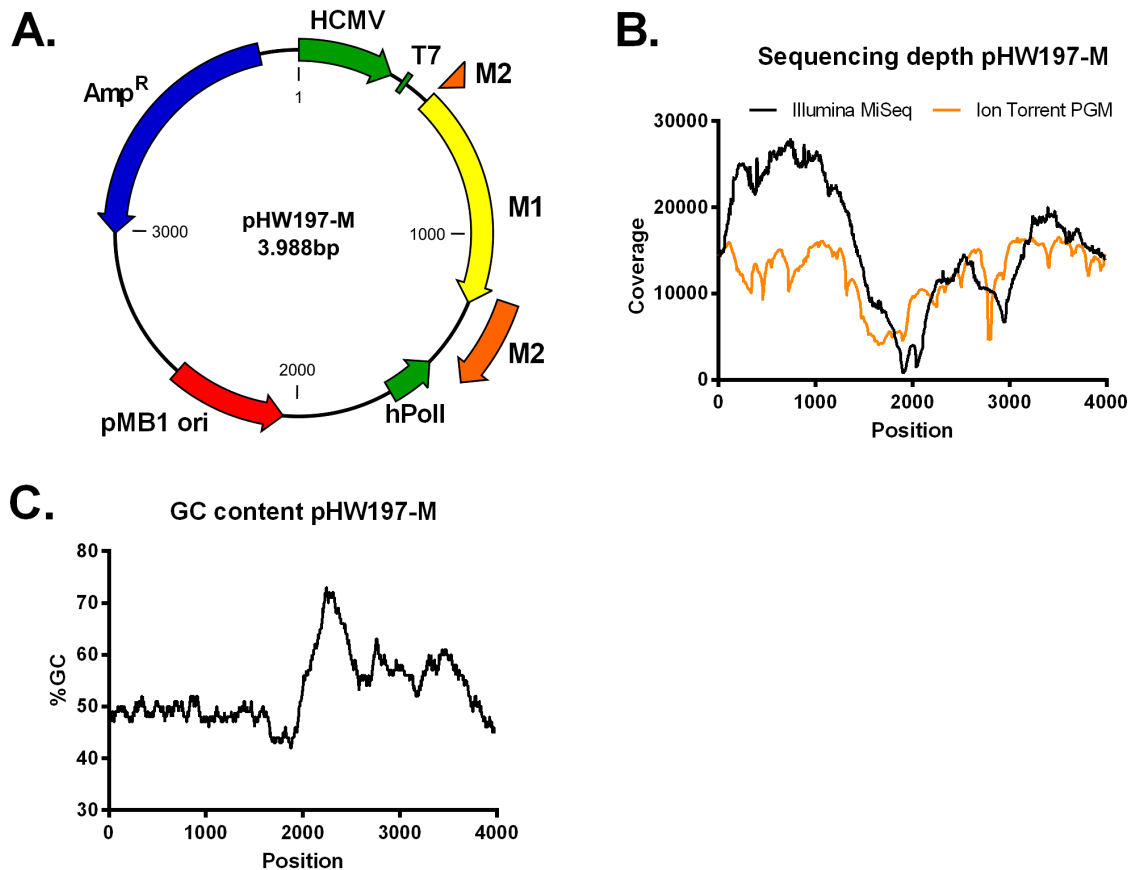 A.
HCMV
T7
M2
Amp^R
1
M1
pHW197-M
3.988bp
3000
1000
M2
2000
hPolI
pMB1 ori
B.
Sequencing depth pHW197-M
Illumina MiSeq
Ion Torrent PGM
30000
20000
10000
0
Coverage
0
1000
2000
3000
4000
Position
C.
GC content pHW197-M
80
70
60
50
40
30
%GC
0
1000
2000
3000
4000
Position